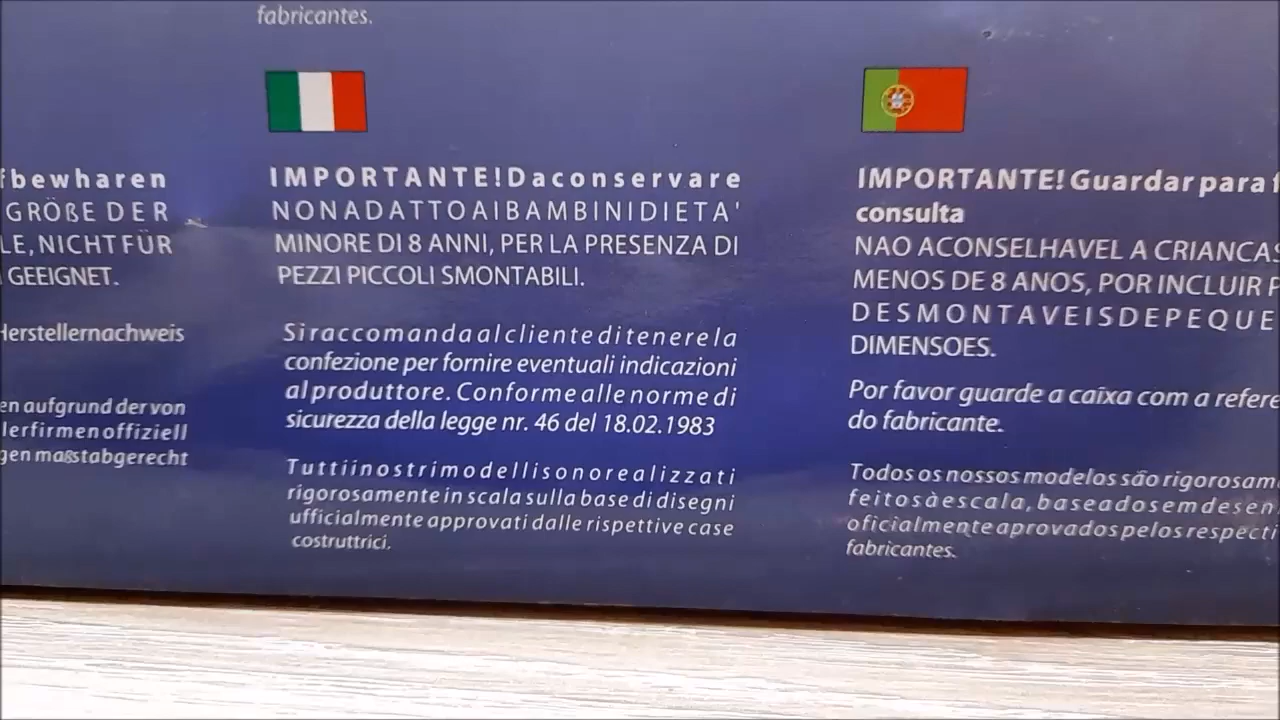 fabricantes.
fbewharen
GRÖßE DER
LE, NICHT FÜR
GEEIGNET.
Herstellernachweis
en aufgrund der von
lerfirmen offiziell
gen maßstabgerecht
IMPORTANTE! Da conservare
NON ADATTO AI BAMBINI DI ETA'
MINORE DI 8 ANNI, PER LA PRESENZA DI
PEZZI PICCOLI SMONTABILI.
Si raccomanda al cliente di tenere la
confezione per fornire eventuali indicazioni
al produttore. Conforme alle norme di
sicurezza della legge nr. 46 del 18.02.1983
Tutti i nostri modelli sono realizzati
rigorosamente in scala sulla base di disegni
ufficialmente approvati dalle rispettive case
costruttrici.
IMPORTANTE! Guardar para f
consulta
NAO ACONSELHAVEL A CRIANCAS
MENOS DE 8 ANOS, POR INCLUIR P
DESMONTAVEIS DE PEQUE
DIMENSOES.
Por favor guarde a caixa com a refere
do fabricante.
Todos os nossos modelos são rigorosam
feitos à escala, baseados em desen
oficialmente aprovados pelos respecti
fabricantes.